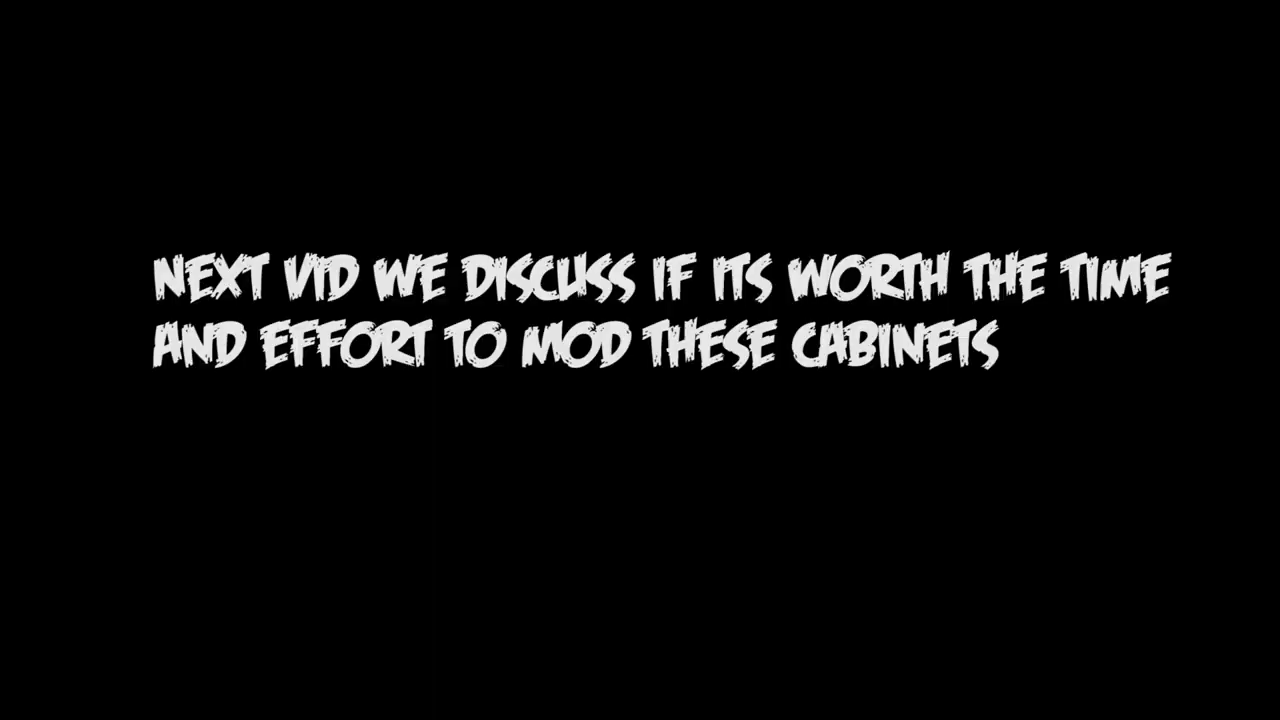 NEXT VID WE DISCUSS IF ITS WORTH THE TIME
AND EFFORT TO MOD THESE CABINETS